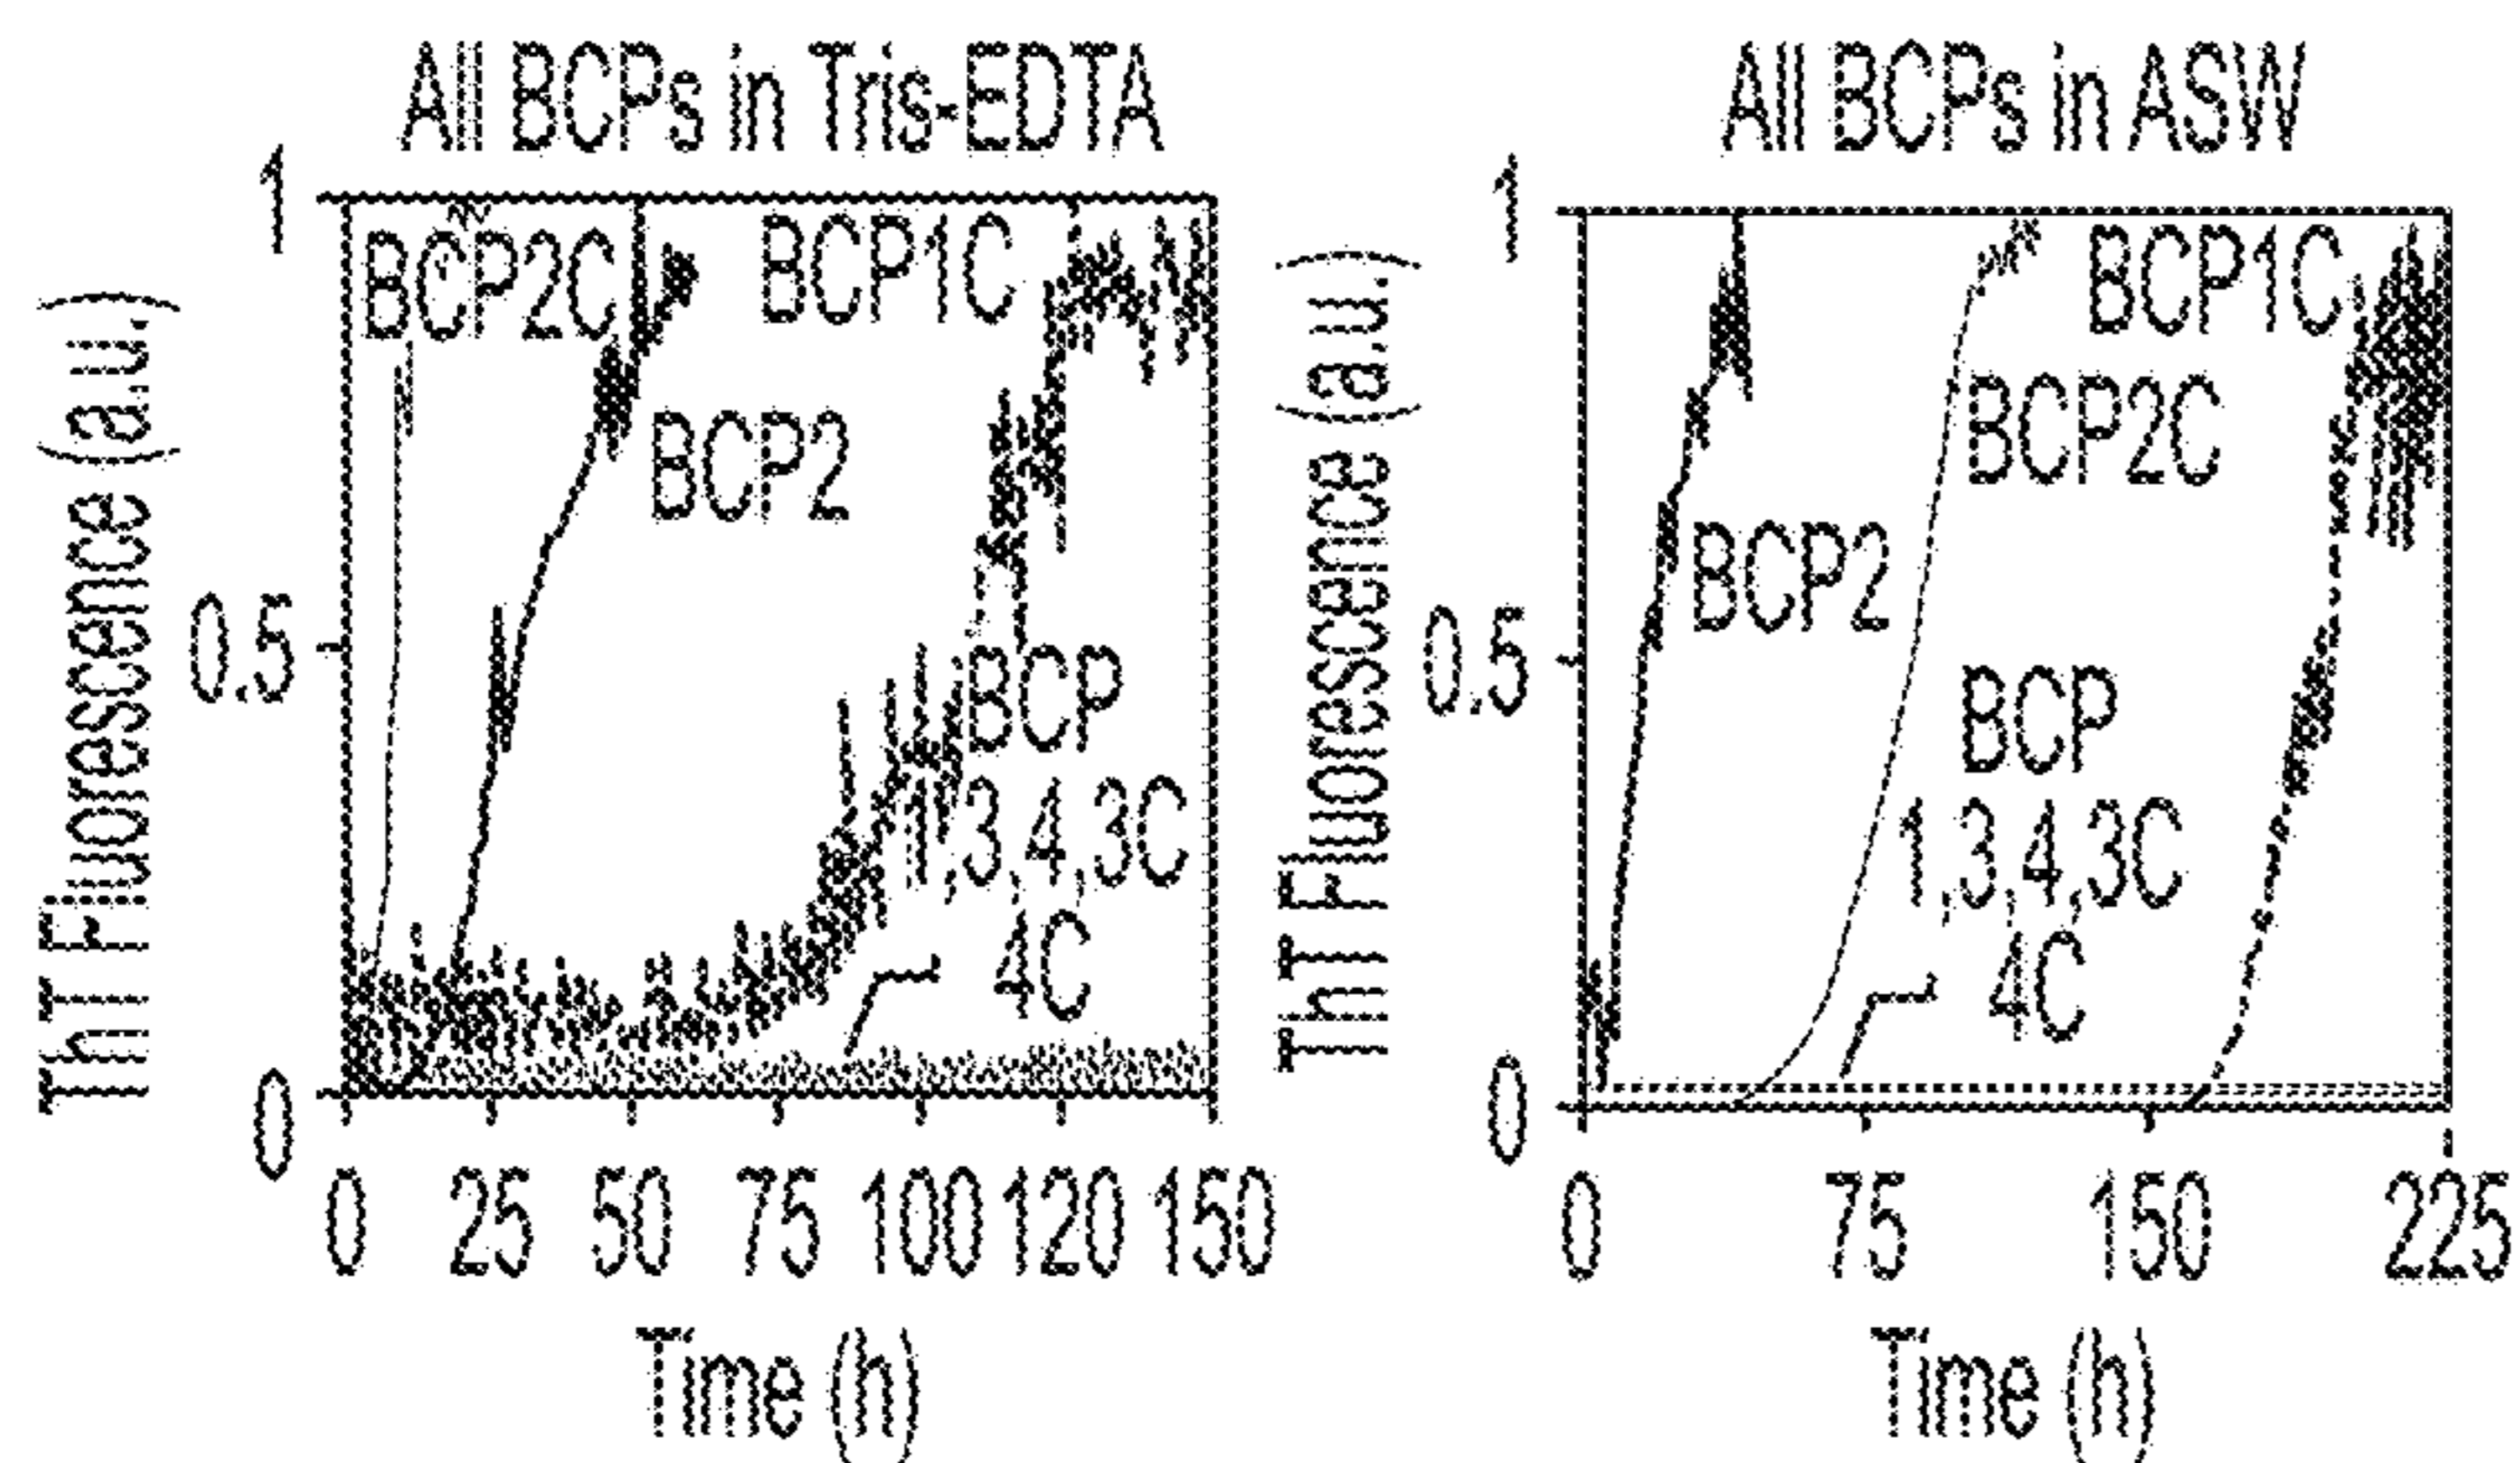 All BCPs in Tris-EDTA
ThT Fluorescence (a.u.)
1
0.5
0
BCP2C
BCP1C
BCP2
BCP
1,3,4,3C
4C
0 25 50 75 100 120 150
Time (h)
All BCPs in ASW
ThT Fluorescence (a.u.)
1
0.5
0
BCP1C
BCP2C
BCP2
BCP
1,3,4,3C
4C
0 75 150 225
Time (h)